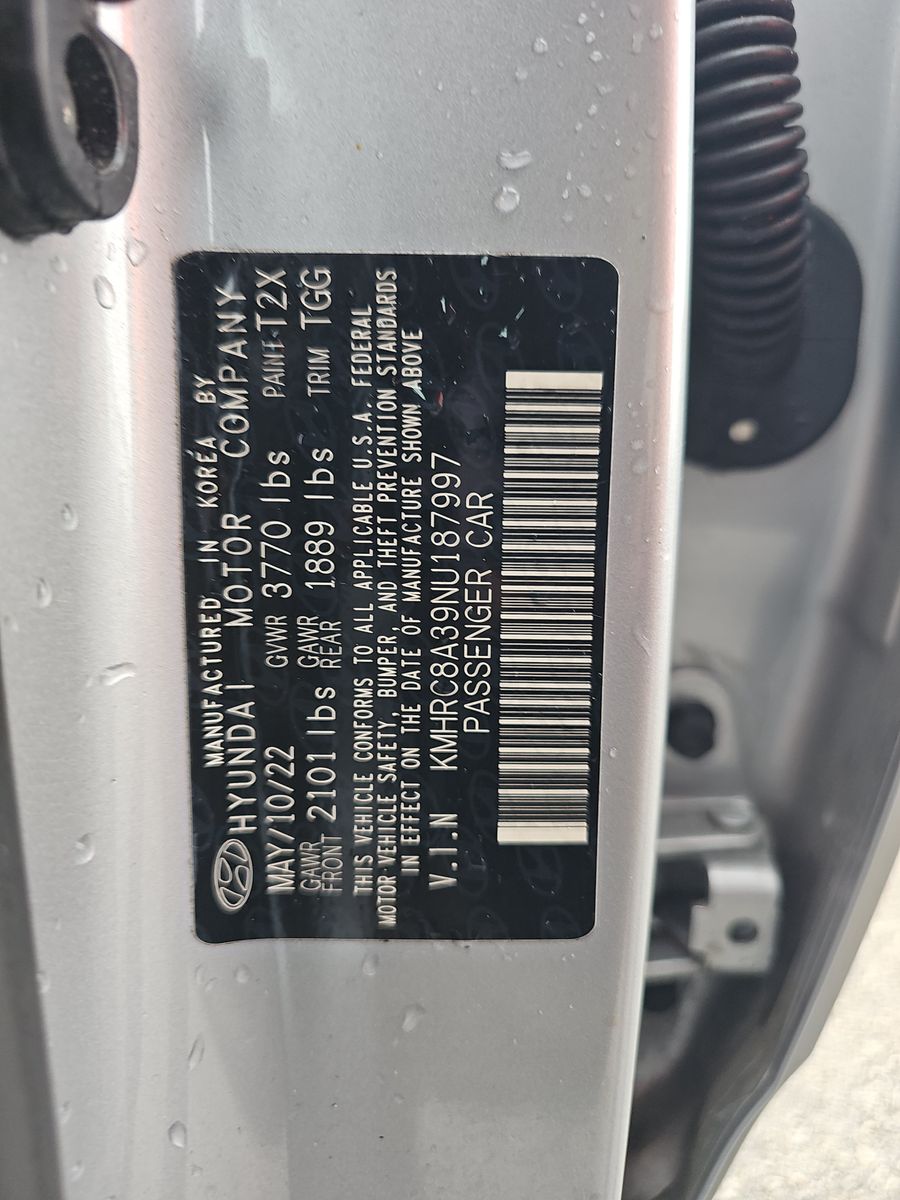 MANUFACTURED IN KOREA BY
HYUNDAI MOTOR COMPANY
MAY/10/22 GVWR 3770 lbs PAINT T2X
GAWR FRONT 2101 lbs GAWR REAR 1889 lbs TRIM TGG
THIS VEHICLE CONFORMS TO ALL APPLICABLE U.S.A. FEDERAL
MOTOR VEHICLE SAFETY, BUMPER, AND THEFT PREVENTION STANDARDS
IN EFFECT ON THE DATE OF MANUFACTURE SHOWN ABOVE
V.I.N KMHRC8A39NU187997
PASSENGER CAR